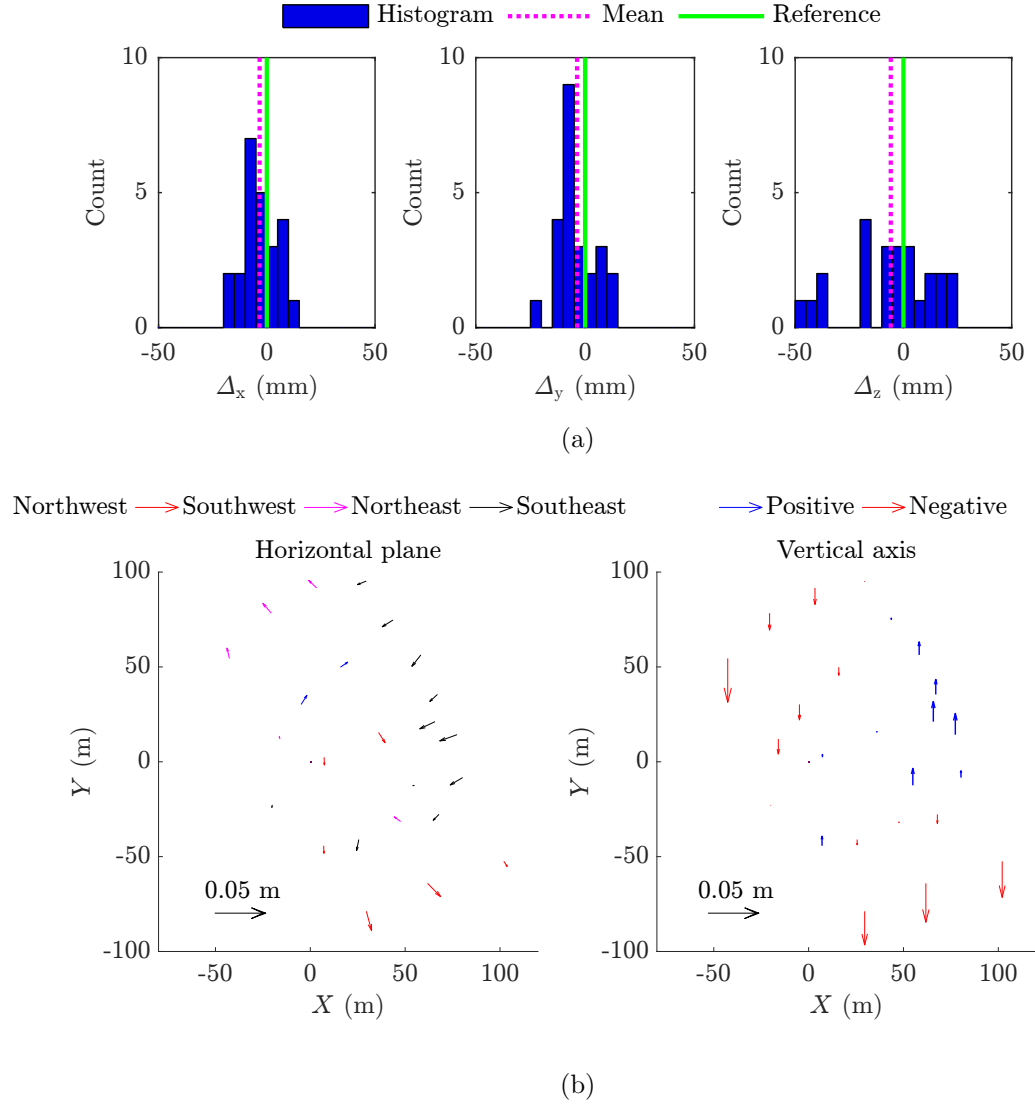 Histogram Mean Reference
10 10 10
5 5 5
0 0 0
Count Count Count
-50 0 50 -50 0 50 -50 0 50
Δx (mm) Δy (mm) Δz (mm)
(a)
Northwest Southwest Northeast Southeast Positive Negative
Horizontal plane Vertical axis
100 100
50 50
0 0
-50 -50
-100 -100
Y (m) Y (m)
0.05 m 0.05 m
-50 0 50 100 -50 0 50 100
X (m) X (m)
(b)